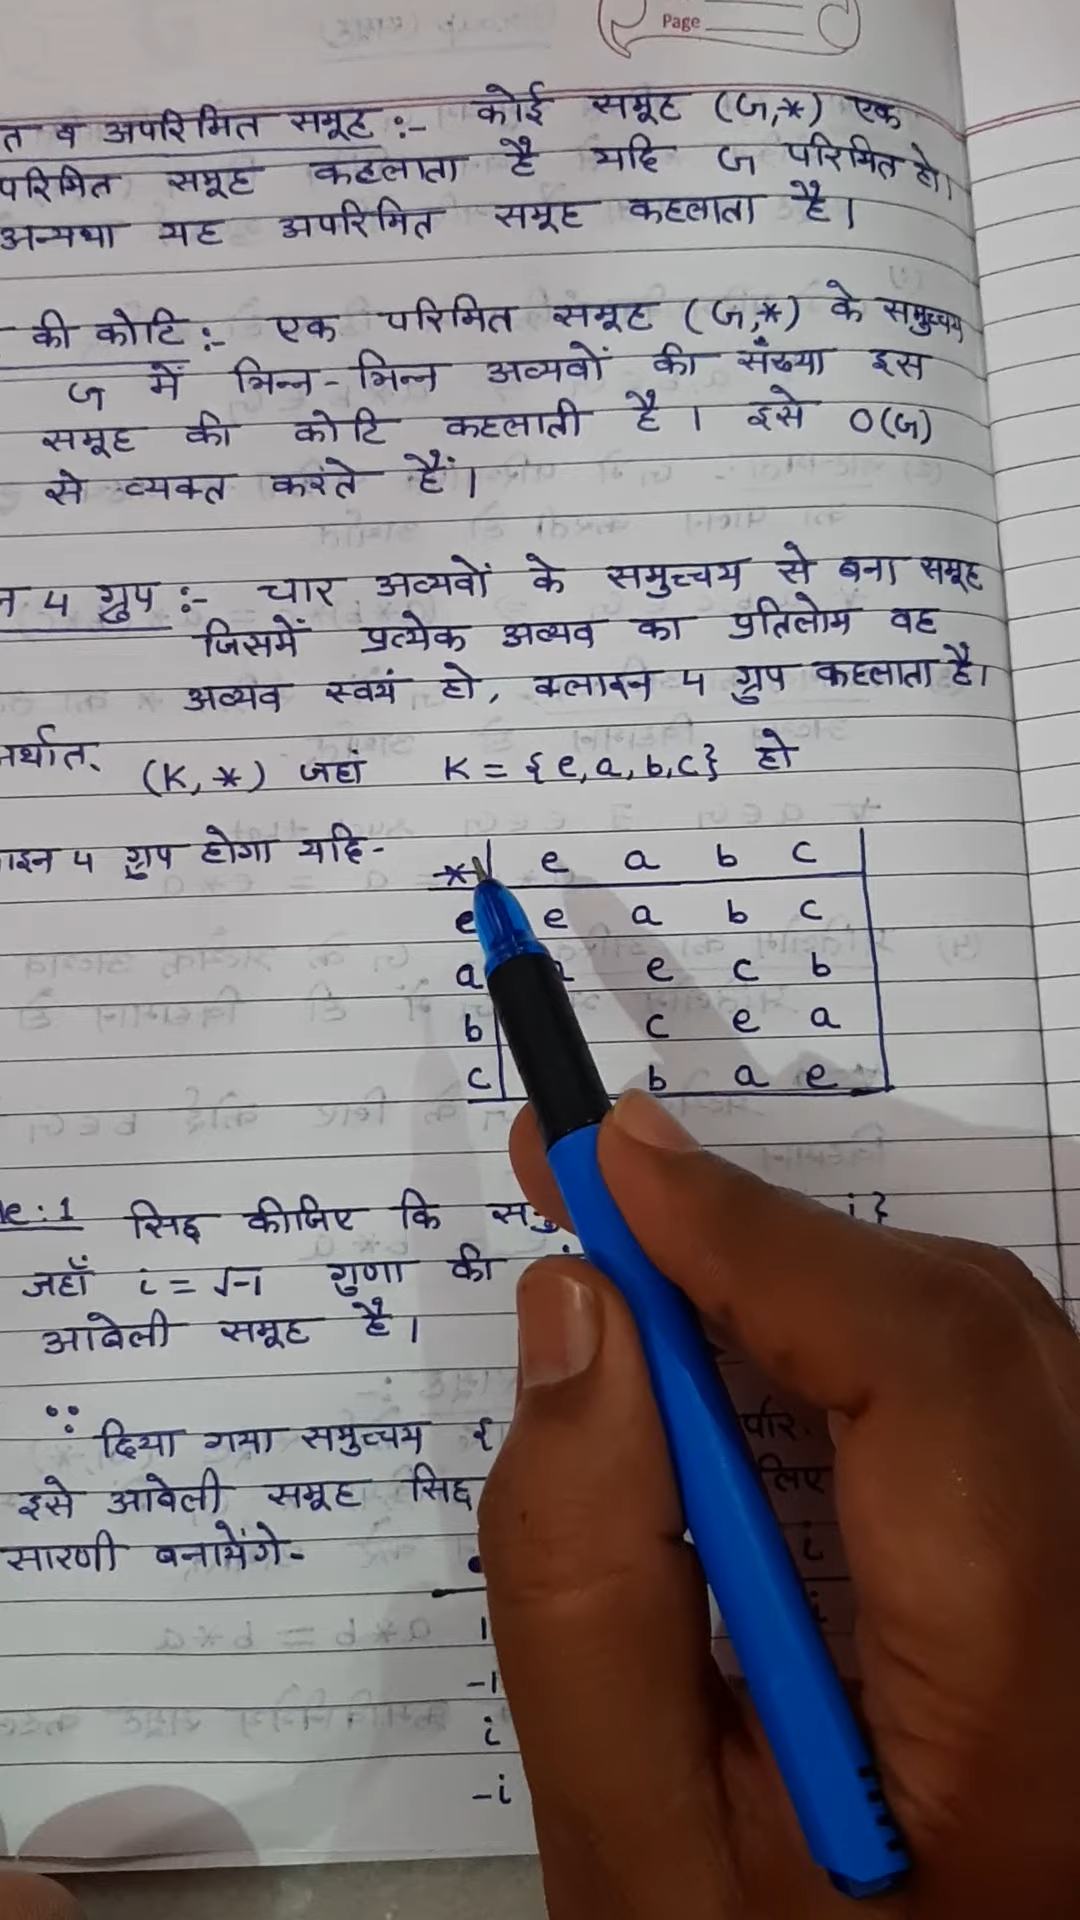 Page
त व अपरिमित समूह :- कोई समूह (G,*) एक
परिमित समूह कहलाता है यदि G परिमित हो।
अन्यथा यह अपरिमित समूह कहलाता है।
की कोटि :- एक परिमित समूह (G,*) के समुच्चय
G में भिन्न-भिन्न अव्यवों की संख्या इस
समूह की कोटि कहलाती है। इसे O(G)
से व्यक्त करते हैं।
न 4 ग्रुप :- चार अव्यवों के समुच्चय से बना समूह
जिसमें प्रत्येक अव्यव का प्रतिलोम वह
अव्यव स्वयं हो, क्लाइन 4 ग्रुप कहलाता है।
र्थात. (K, *) जहां K = {e,a,b,c} हो
इन 4 ग्रुप होगा यदि-
* e a b c
e e a b c
a e c b
b c e a
c b a e
le:1 सिद्ध कीजिए कि i}
जहाँ i = √-1 गुणा की
आबेली समूह है।
∵ दिया गया समुच्चय {
इसे आबेली समूह सिद्ध लिए
सारणी बनायेंगे- i
1 i
-1
i
-i